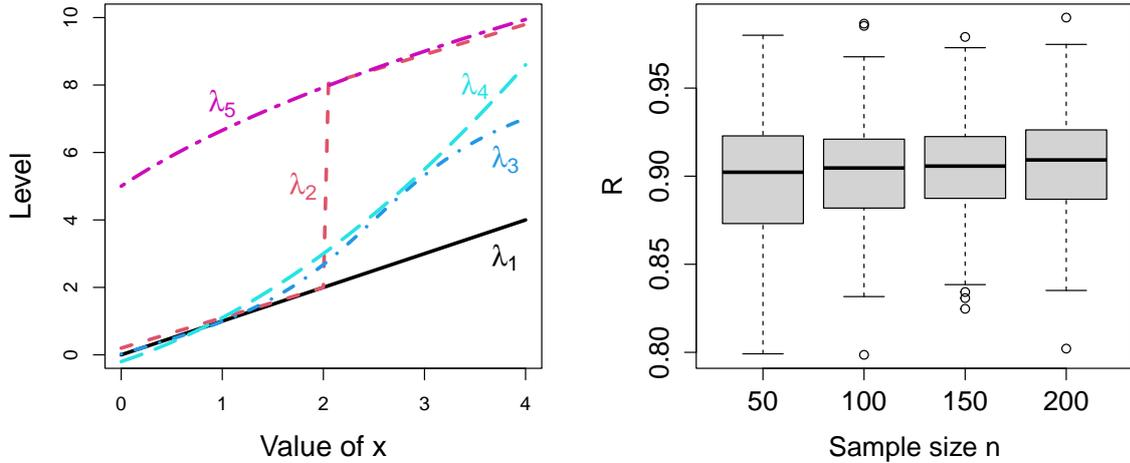 Level
10
8
6
4
2
0
λ5
λ4
λ3
λ2
λ1
0 1 2 3 4
Value of x
R
0.95
0.90
0.85
0.80
50 100 150 200
Sample size n